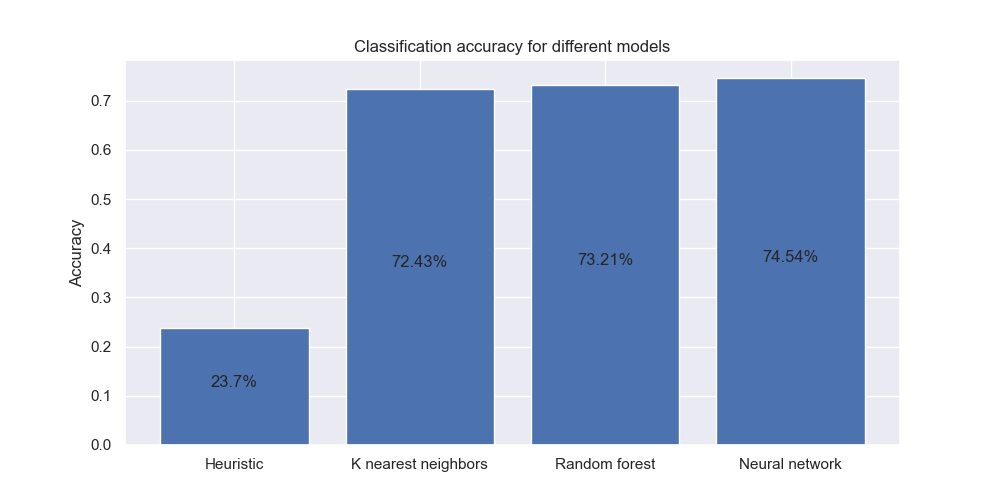 Classification accuracy for different models
Accuracy
0.7
0.6
0.5
0.4
0.3
0.2
0.1
0.0
23.7%
72.43%
73.21%
74.54%
Heuristic
K nearest neighbors
Random forest
Neural network